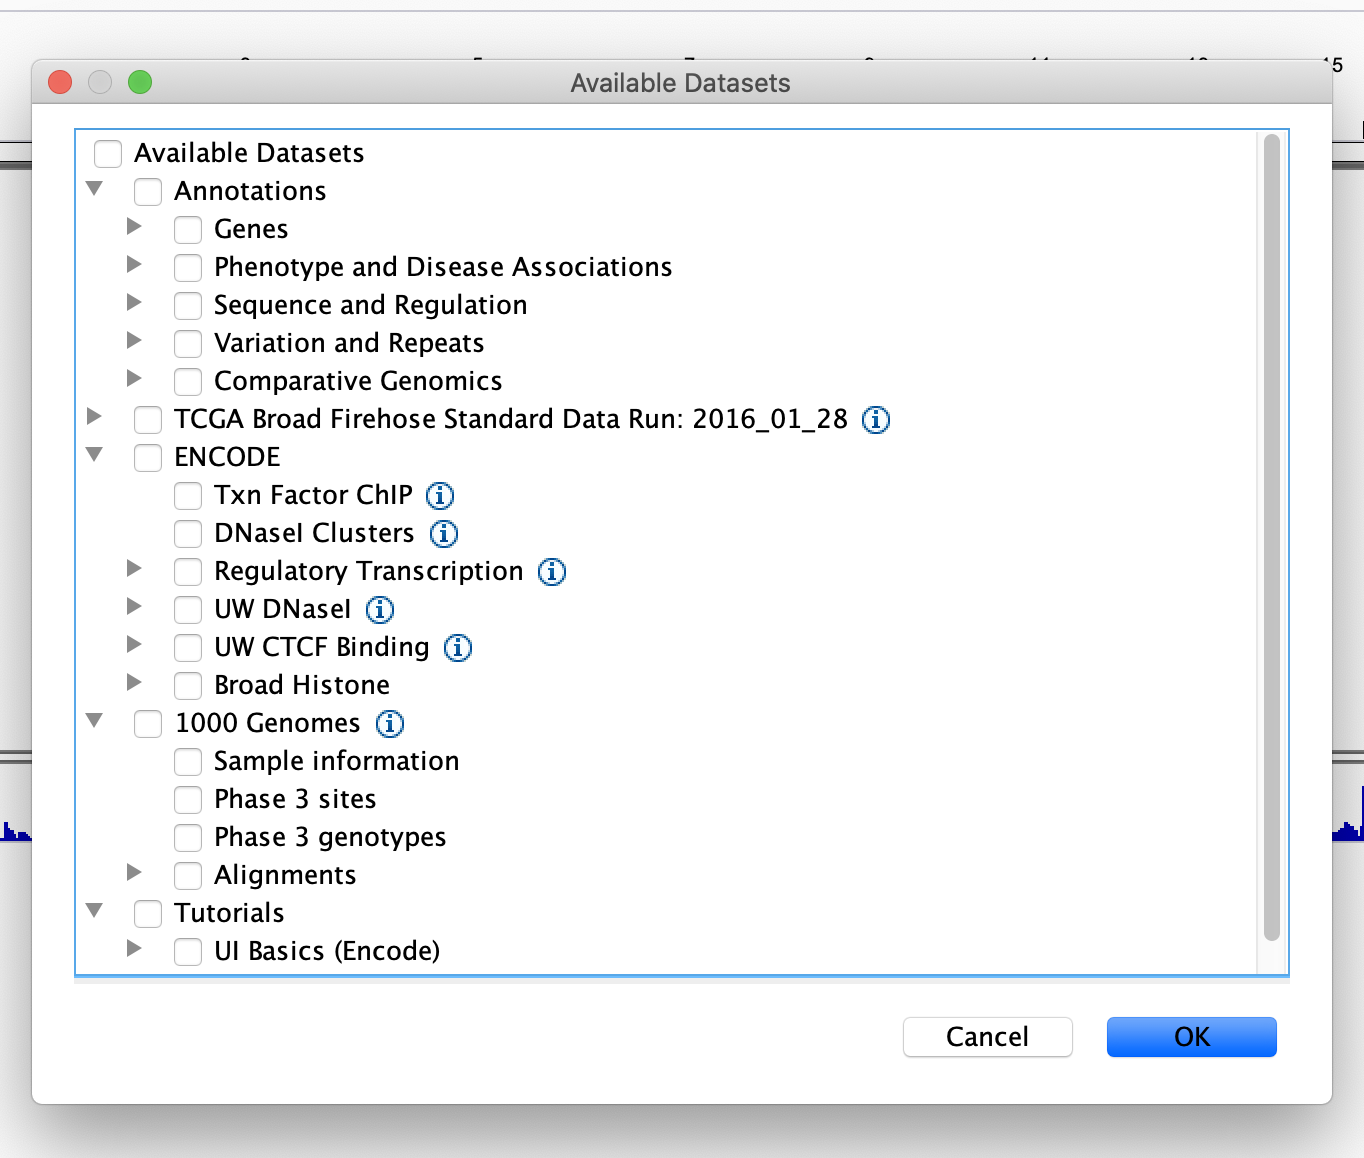 15
Available Datasets
Available Datasets
Annotations
Genes
Phenotype and Disease Associations
Sequence and Regulation
Variation and Repeats
Comparative Genomics
TCGA Broad Firehose Standard Data Run: 2016_01_28
ENCODE
Txn Factor ChIP
DNaseI Clusters
Regulatory Transcription
UW DNaseI
UW CTCF Binding
Broad Histone
1000 Genomes
Sample information
Phase 3 sites
Phase 3 genotypes
Alignments
Tutorials
UI Basics (Encode)
Cancel OK